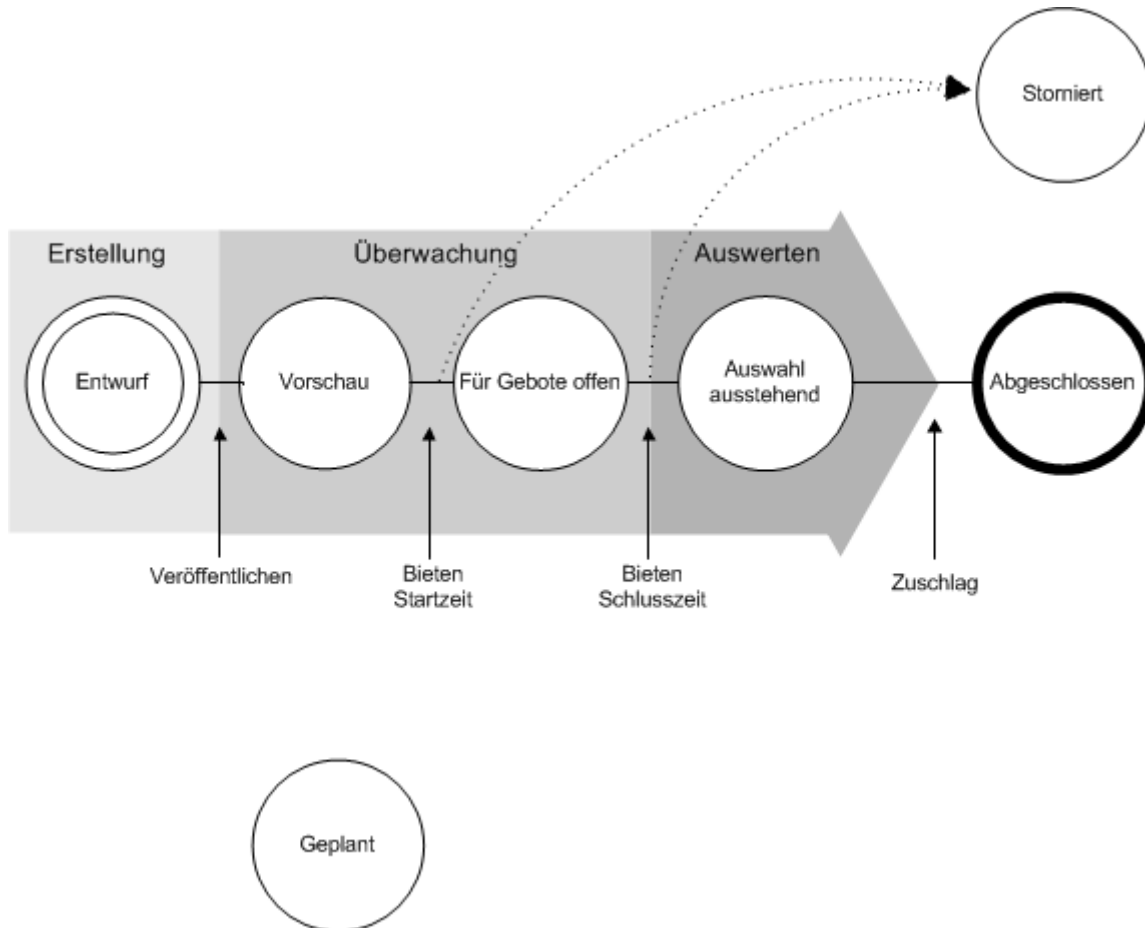 Storniert
Erstellung
Überwachung
Auswerten
Entwurf
Vorschau
Für Gebote offen
Auswahl
ausstehend
Abgeschlossen
Veröffentlichen
Bieten
Startzeit
Bieten
Schlusszeit
Zuschlag
Geplant